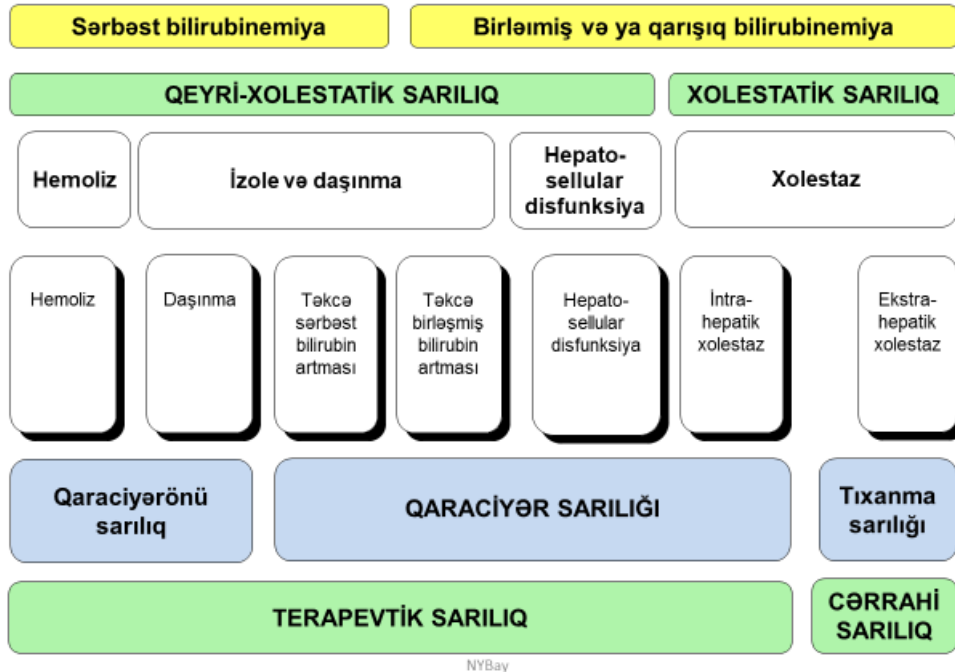 Sərbəst bilirubinemiya
Birləımiş və ya qarışıq bilirubinemiya
QEYRİ-XOLESTATİK SARILIQ
XOLESTATİK SARILIQ
Hemoliz
İzole və daşınma
Hepato-
sellular
disfunksiya
Xolestaz
Hemoliz
Daşınma
Təkcə
sərbəst
bilirubin
artması
Təkcə
birləşmiş
bilirubin
artması
Hepato-
sellular
disfunksiya
İntra-
hepatik
xolestaz
Ekstra-
hepatik
xolestaz
Qaraciyərönü
sarılıq
QARACİYƏR SARILIĞI
Tıxanma
sarılığı
TERAPEVTİK SARILIQ
CƏRRAHİ
SARILIQ
NYBay